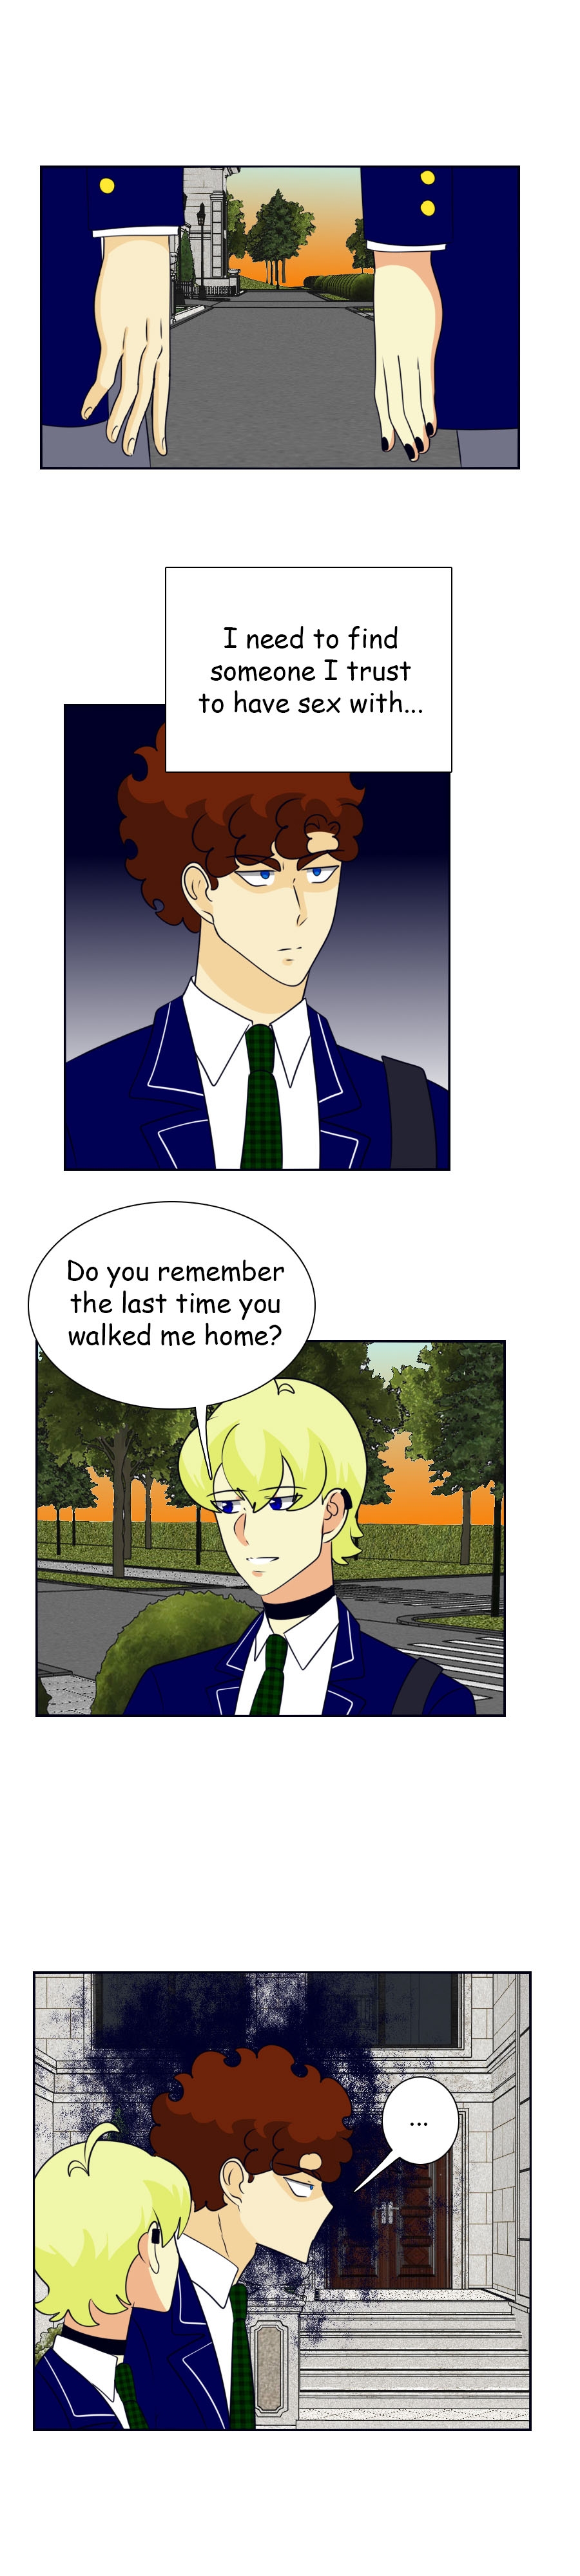 I need to find
someone I trust
to have sex with...
Do you remember
the last time you
walked me home?
...